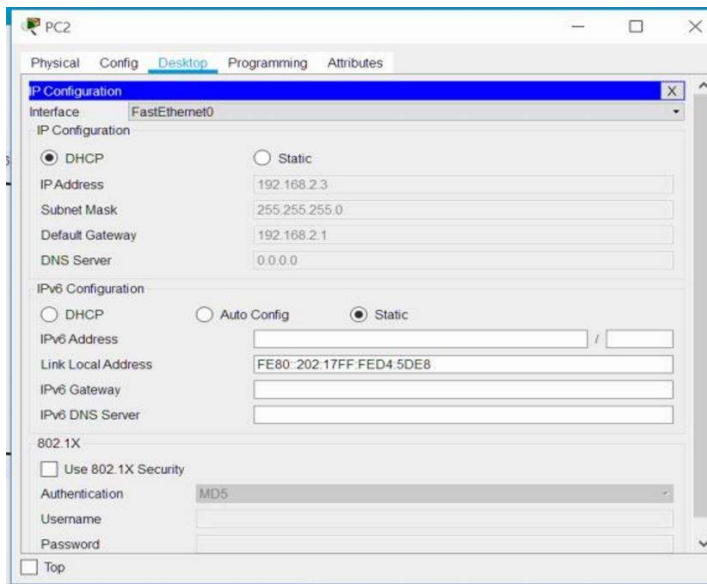 PC2
Physical Config Desktop Programming Attributes
IP Configuration X
Interface FastEthernet0
IP Configuration
DHCP Static
IP Address 192.168.2.3
Subnet Mask 255.255.255.0
Default Gateway 192.168.2.1
DNS Server 0.0.0.0
IPv6 Configuration
DHCP Auto Config Static
IPv6 Address /
Link Local Address FE80::202:17FF:FED4:5DE8
IPv6 Gateway
IPv6 DNS Server
802.1X
Use 802.1X Security
Authentication MD5
Username
Password
Top